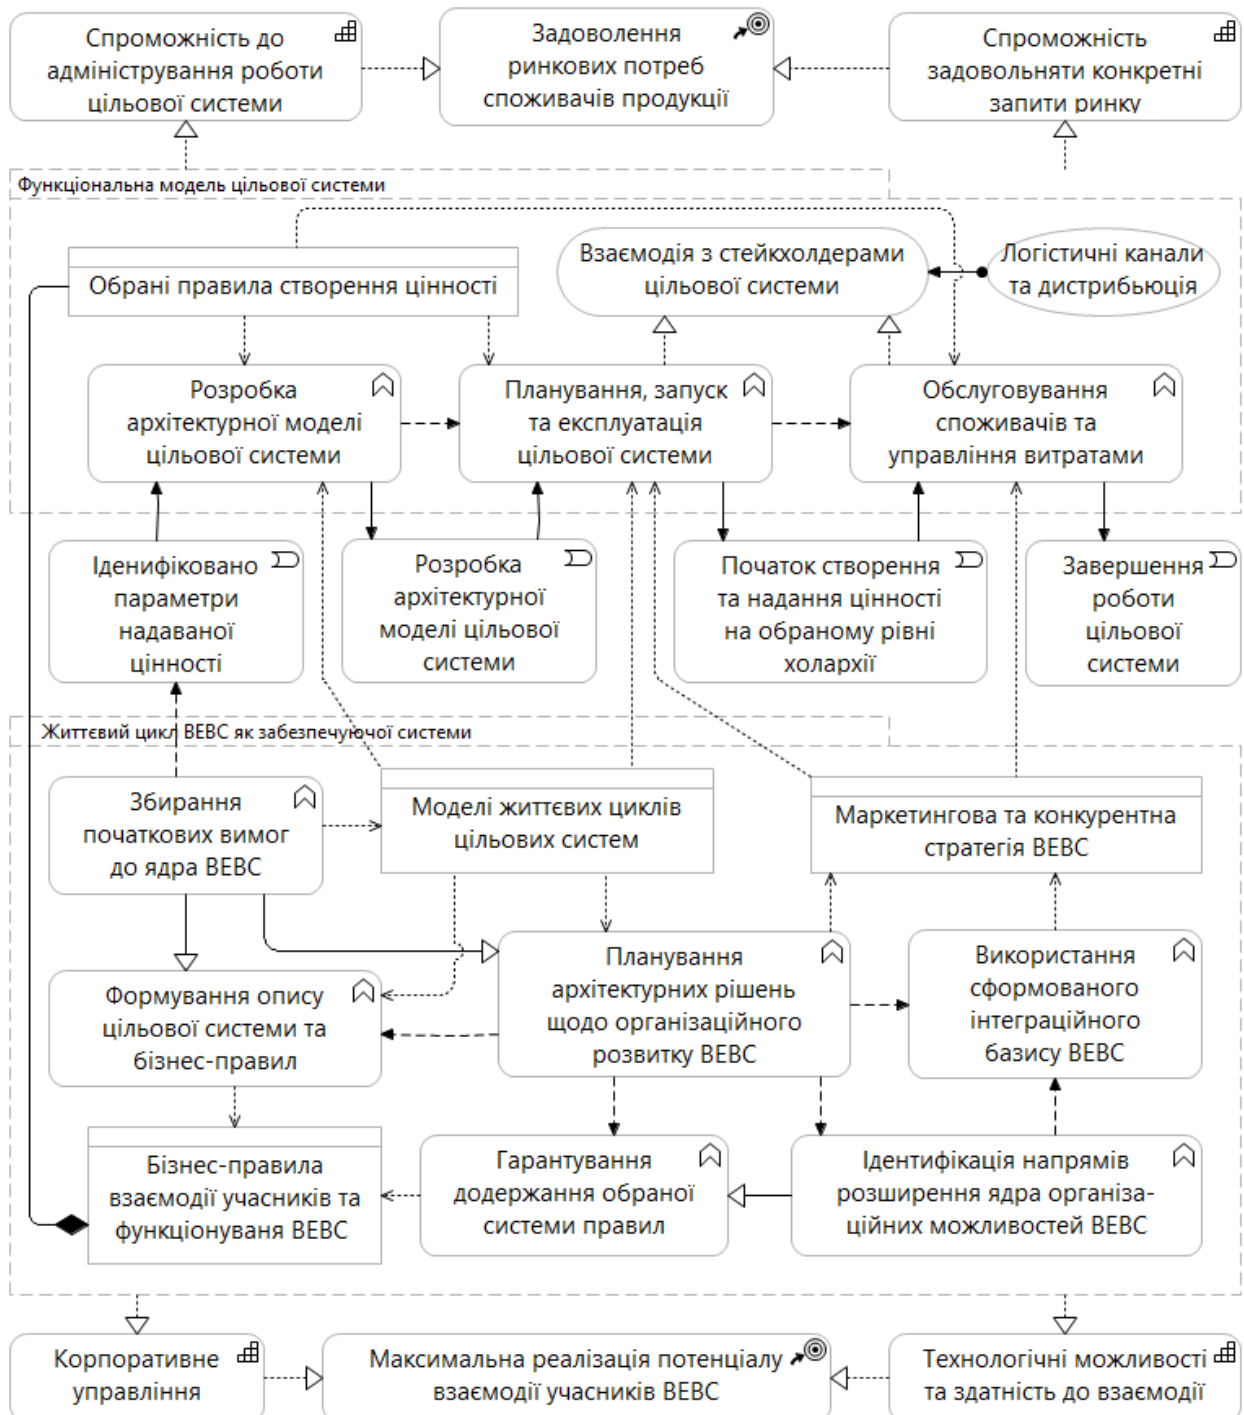 Спроможність до
адміністрування роботи
цільової системи
Задоволення
ринкових потреб
споживачів продукції
Спроможність
задовольняти конкретні
запити ринку
Функціональна модель цільової системи
Обрані правила створення цінності
Взаємодія з стейкхолдерами
цільової системи
Логістичні канали
та дистрибьюція
Розробка
архітектурної моделі
цільової системи
Планування, запуск
та експлуатація
цільової системи
Обслуговування
споживачів та
управління витратами
Іденифіковано
параметри
надаваної
цінності
Розробка
архітектурної
моделі цільової
системи
Початок створення
та надання цінності
на обраному рівні
холархії
Завершення
роботи
цільової
системи
Життєвий цикл ВЕВС як забезпечуючої системи
Збирання
початкових вимог
до ядра ВЕВС
Моделі життєвих циклів
цільових систем
Маркетингова та конкурентна
стратегія ВЕВС
Формування опису
цільової системи та
бізнес-правил
Планування
архітектурних рішень
щодо організаційного
розвитку ВЕВС
Використання
сформованого
інтеграційного
базису ВЕВС
Бізнес-правила
взаємодії учасників та
функціонуваня ВЕВС
Гарантування
додержання обраної
системи правил
Ідентифікація напрямів
розширення ядра організа-
ційних можливостей ВЕВС
Корпоративне
управління
Максимальна реалізація потенціалу
взаємодії учасників ВЕВС
Технологічні можливості
та здатність до взаємодії